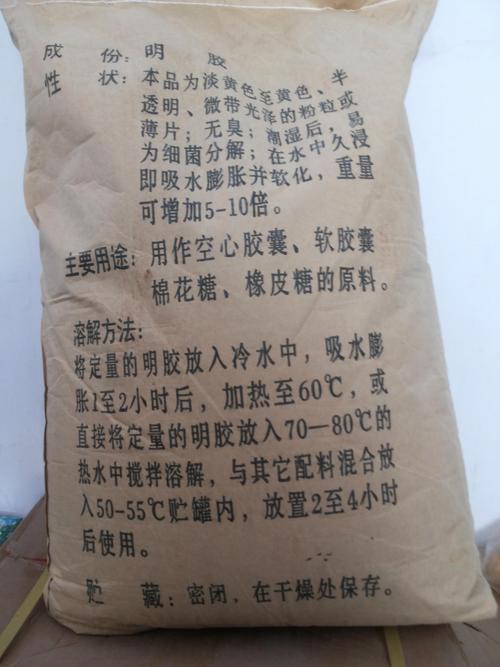 成 份：明 胶
性 状：本品为淡黄色至黄色、半
透明、微带光泽的粉粒或
薄片；无臭；潮湿后，易
为细菌分解；在水中久浸
即吸水膨胀并软化，重量
可增加5-10倍。
主要用途：用作空心胶囊、软胶囊
棉花糖、橡皮糖的原料。
溶解方法：
将定量的明胶放入冷水中，吸水膨
胀1至2小时后，加热至60℃，或
直接将定量的明胶放入70—80℃的
热水中搅拌溶解，与其它配料混合放
入50-55℃贮罐内，放置2至4小时
后使用。
贮 藏：密闭，在干燥处保存。